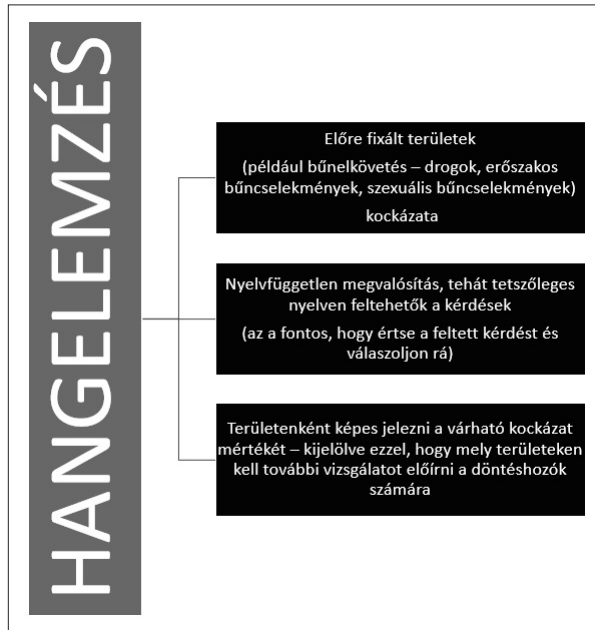 HANGELEMZÉS
Előre fixált területek
(például bűnelkövetés – drogok, erőszakos
bűncselekmények, szexuális bűncselekmények)
kockázata
Nyelvfüggetlen megvalósítás, tehát tetszőleges
nyelven feltehetők a kérdések
(az a fontos, hogy értse a feltett kérdést és
válaszoljon rá)
Területenként képes jelezni a várható kockázat
mértékét – kijelölve ezzel, hogy mely területeken
kell további vizsgálatot előírni a döntéshozók
számára